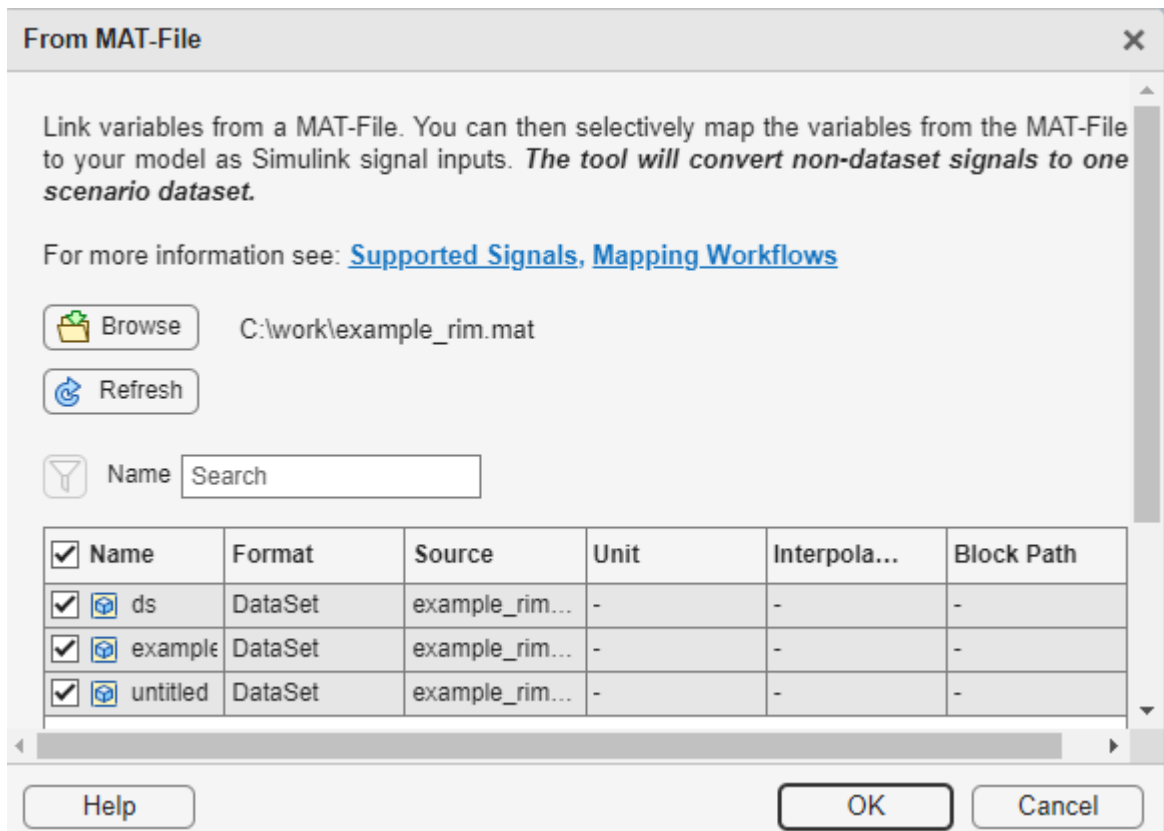 From MAT-File
Link variables from a MAT-File. You can then selectively map the variables from the MAT-File
to your model as Simulink signal inputs. The tool will convert non-dataset signals to one
scenario dataset.
For more information see: Supported Signals, Mapping Workflows
Browse C:\work\example_rim.mat
Refresh
Name Search
Name Format Source Unit Interpola... Block Path
ds DataSet example_rim... - - -
example DataSet example_rim... - - -
untitled DataSet example_rim... - - -
Help OK Cancel